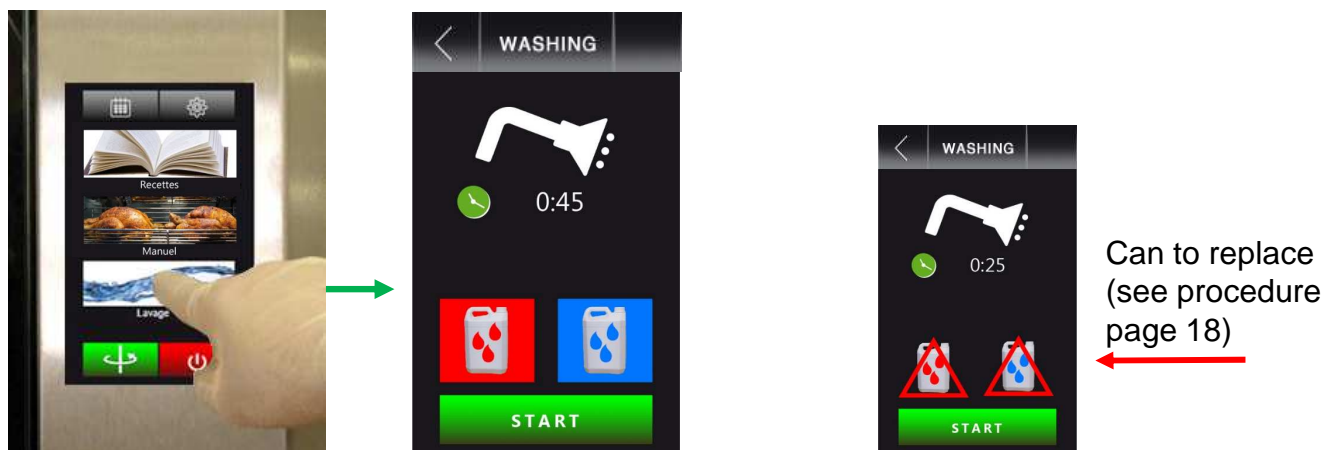 Recettes
Manuel
Lavage
WASHING
0:45
START
WASHING
0:25
START
Can to replace
(see procedure
page 18)